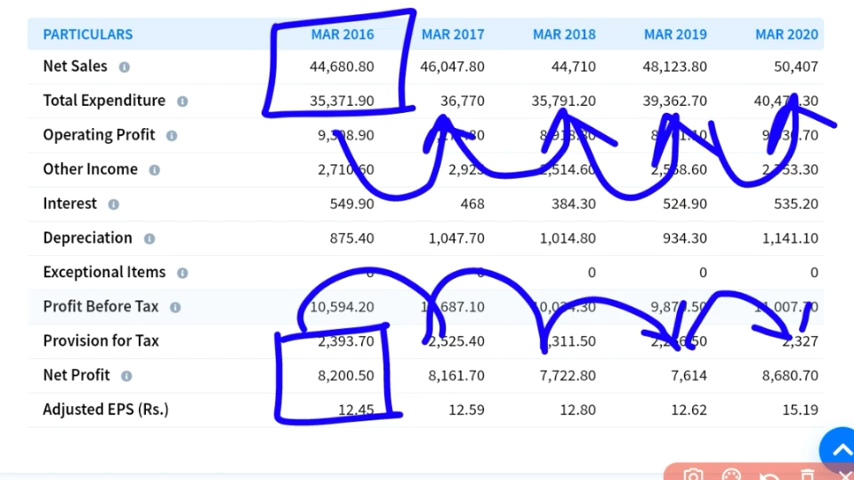 PARTICULARS MAR 2016 MAR 2017 MAR 2018 MAR 2019 MAR 2020
Net Sales 44,680.80 46,047.80 44,710 48,123.80 50,407
Total Expenditure 35,371.90 36,770 35,791.20 39,362.70
Operating Profit
Other Income 2,710.60 2,514.60
Interest 549.90 468 384.30 524.90 535.20
Depreciation 875.40 1,047.70 1,014.80 934.30 1,141.10
Exceptional Items 0 0 0 0 0
Profit Before Tax 10,594.20
Provision for Tax 2,393.70 2,525.40 2,327
Net Profit 8,200.50 8,161.70 7,722.80 7,614 8,680.70
Adjusted EPS (Rs.) 12.45 12.59 12.80 12.62 15.19